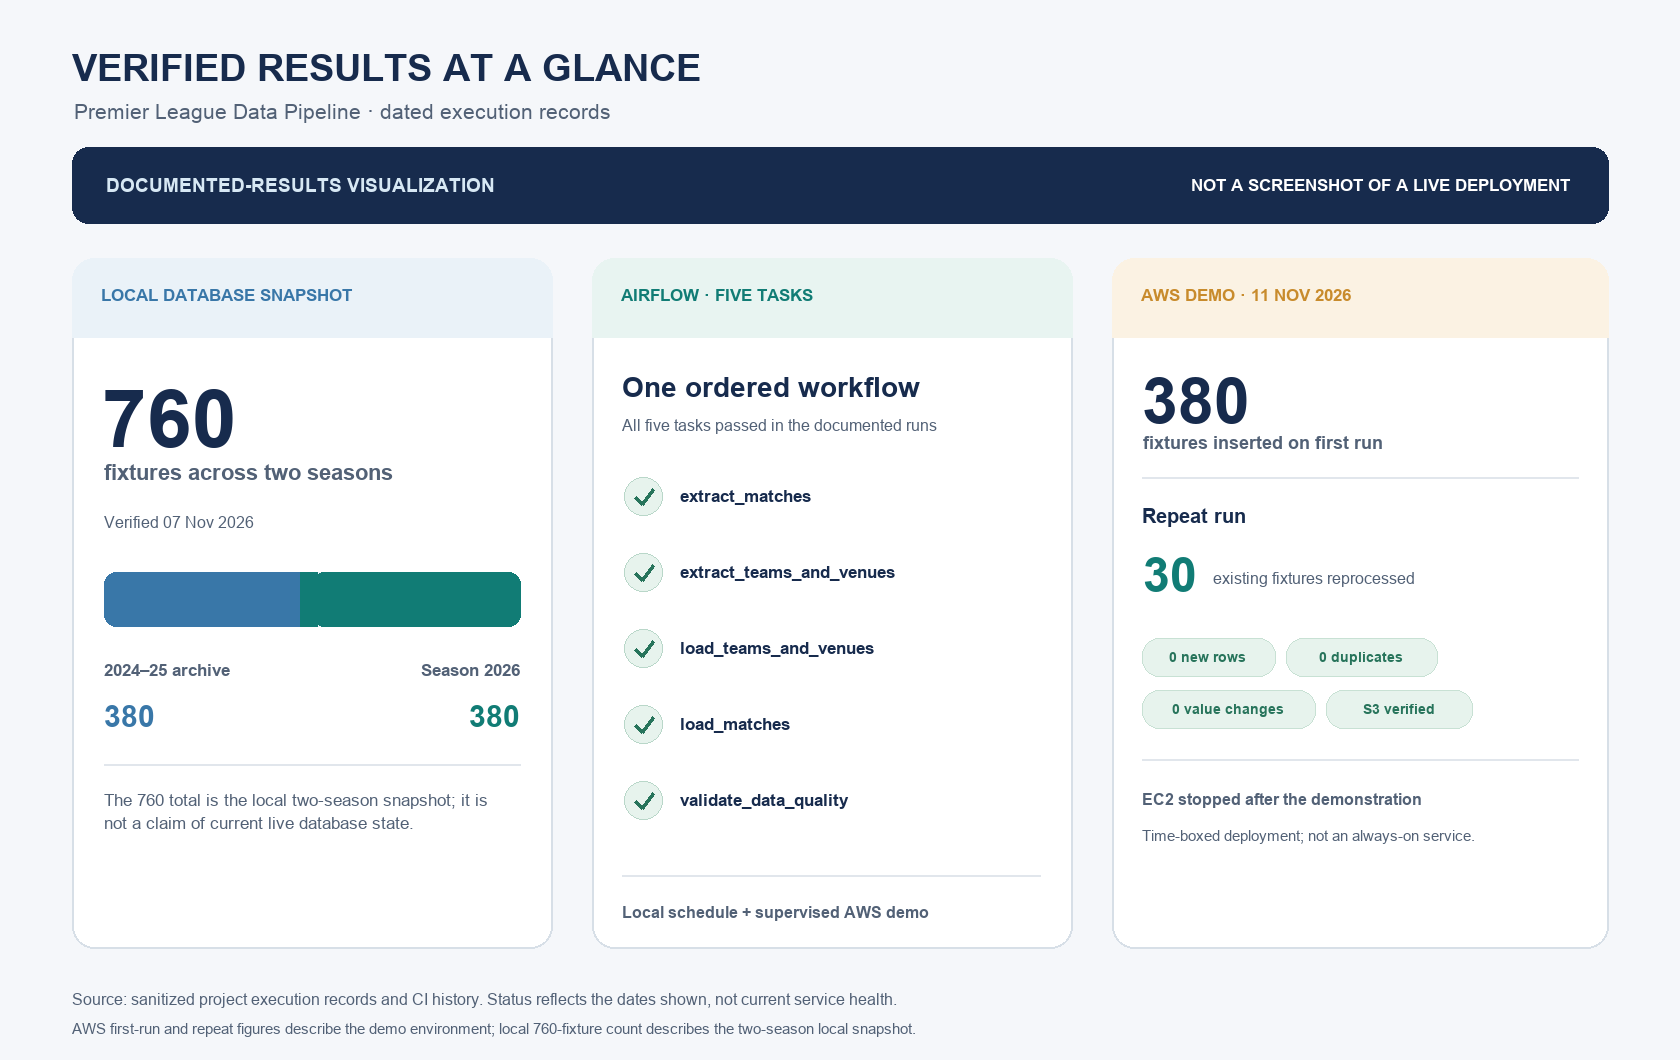 VERIFIED RESULTS AT A GLANCE
Premier League Data Pipeline · dated execution records
DOCUMENTED-RESULTS VISUALIZATION
NOT A SCREENSHOT OF A LIVE DEPLOYMENT
LOCAL DATABASE SNAPSHOT
760
fixtures across two seasons
Verified 07 Nov 2026
2024–25 archive
Season 2026
380
380
The 760 total is the local two-season snapshot; it is
not a claim of current live database state.
AIRFLOW · FIVE TASKS
One ordered workflow
All five tasks passed in the documented runs
extract_matches
extract_teams_and_venues
load_teams_and_venues
load_matches
validate_data_quality
Local schedule + supervised AWS demo
AWS DEMO · 11 NOV 2026
380
fixtures inserted on first run
Repeat run
30 existing fixtures reprocessed
0 new rows
0 duplicates
0 value changes
S3 verified
EC2 stopped after the demonstration
Time-boxed deployment; not an always-on service.
Source: sanitized project execution records and CI history. Status reflects the dates shown, not current service health.
AWS first-run and repeat figures describe the demo environment; local 760-fixture count describes the two-season local snapshot.